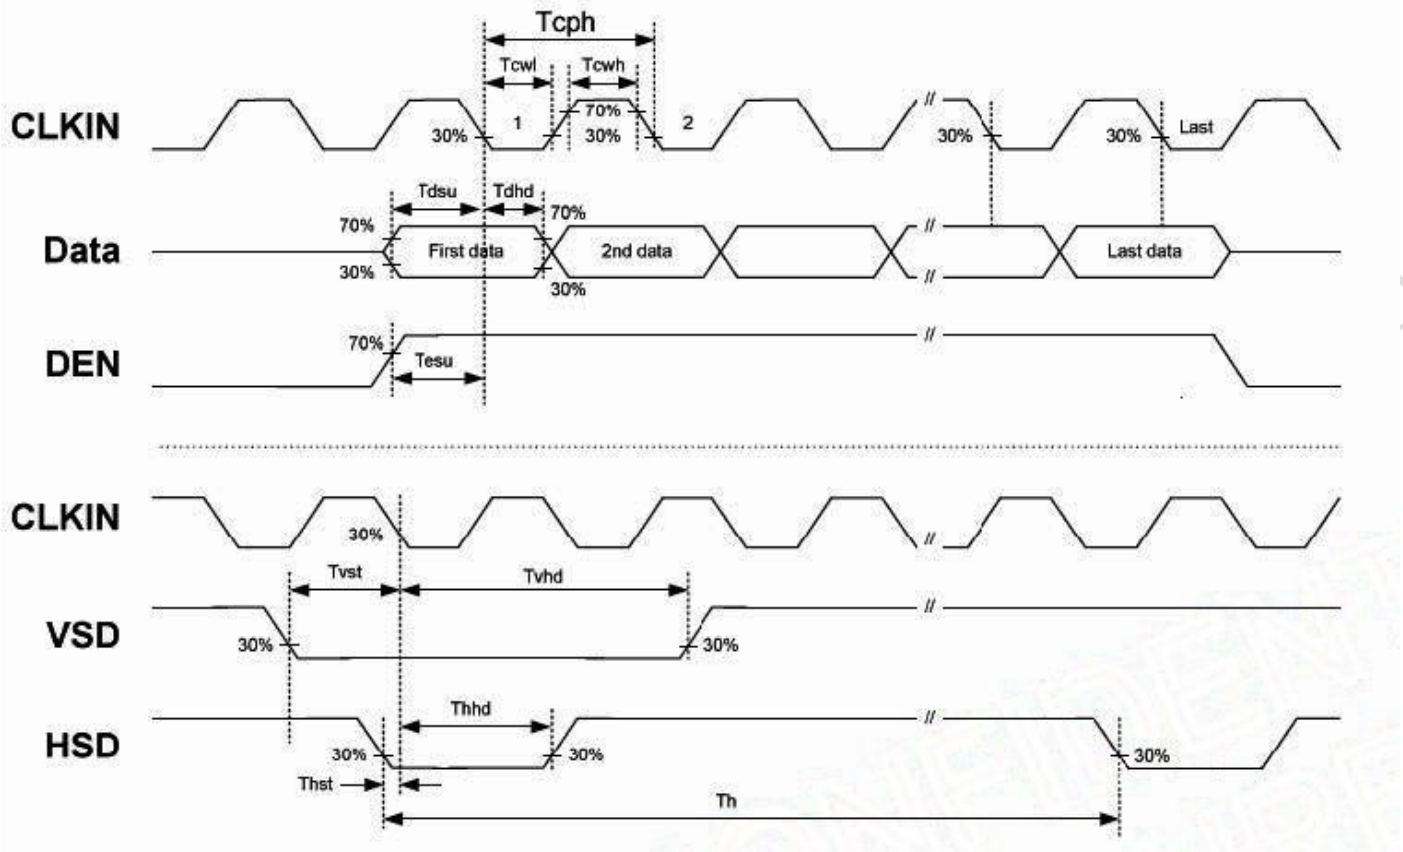 Tcph
Tcwl Tcwh
CLKIN 30% 1 70% 30% 2 // 30% 30% Last
Tdsu Tdhd
70% 70%
Data First data 2nd data // // Last data
30% 30%
DEN 70% //
Tesu
CLKIN 30% //
Tvst Tvhd
VSD 30% 30% //
Thhd
HSD 30% 30% // 30%
Thst
Th